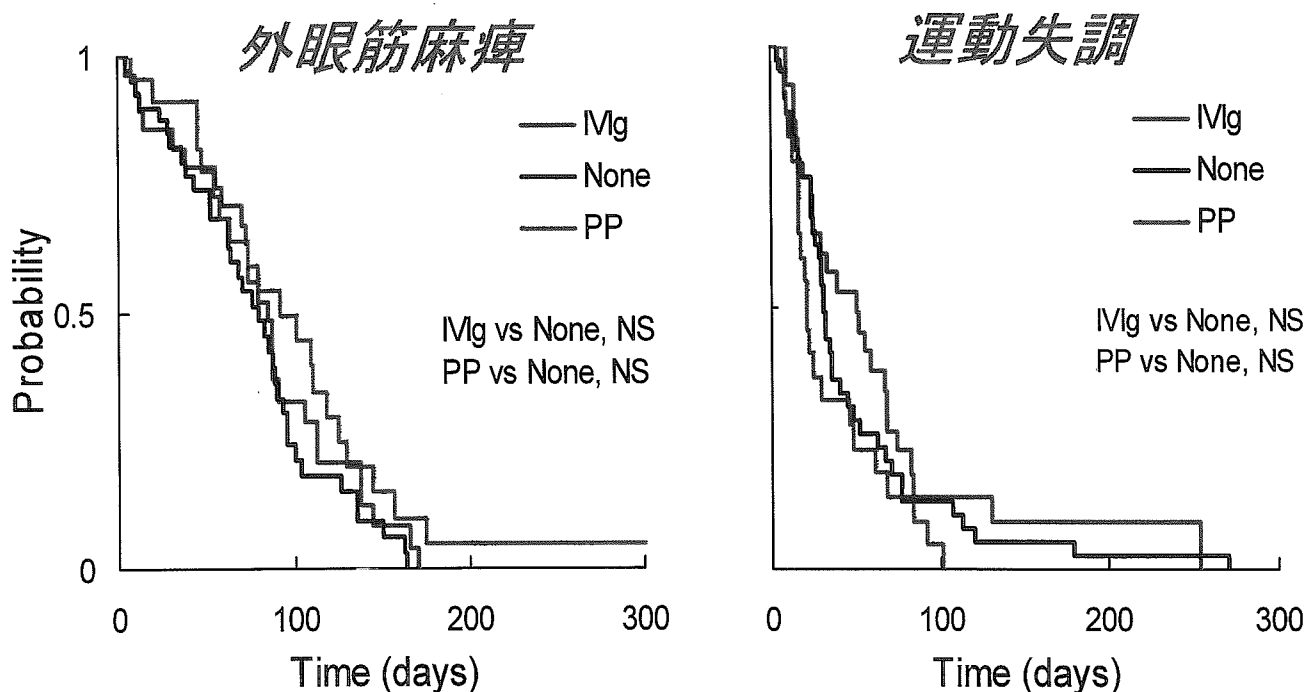 外眼筋麻痺
1
0.5
0
Probability
IVIg
None
PP
IVIg vs None, NS
PP vs None, NS
0 100 200 300
Time (days)
運動失調
IVIg
None
PP
IVIg vs None, NS
PP vs None, NS
0 100 200 300
Time (days)